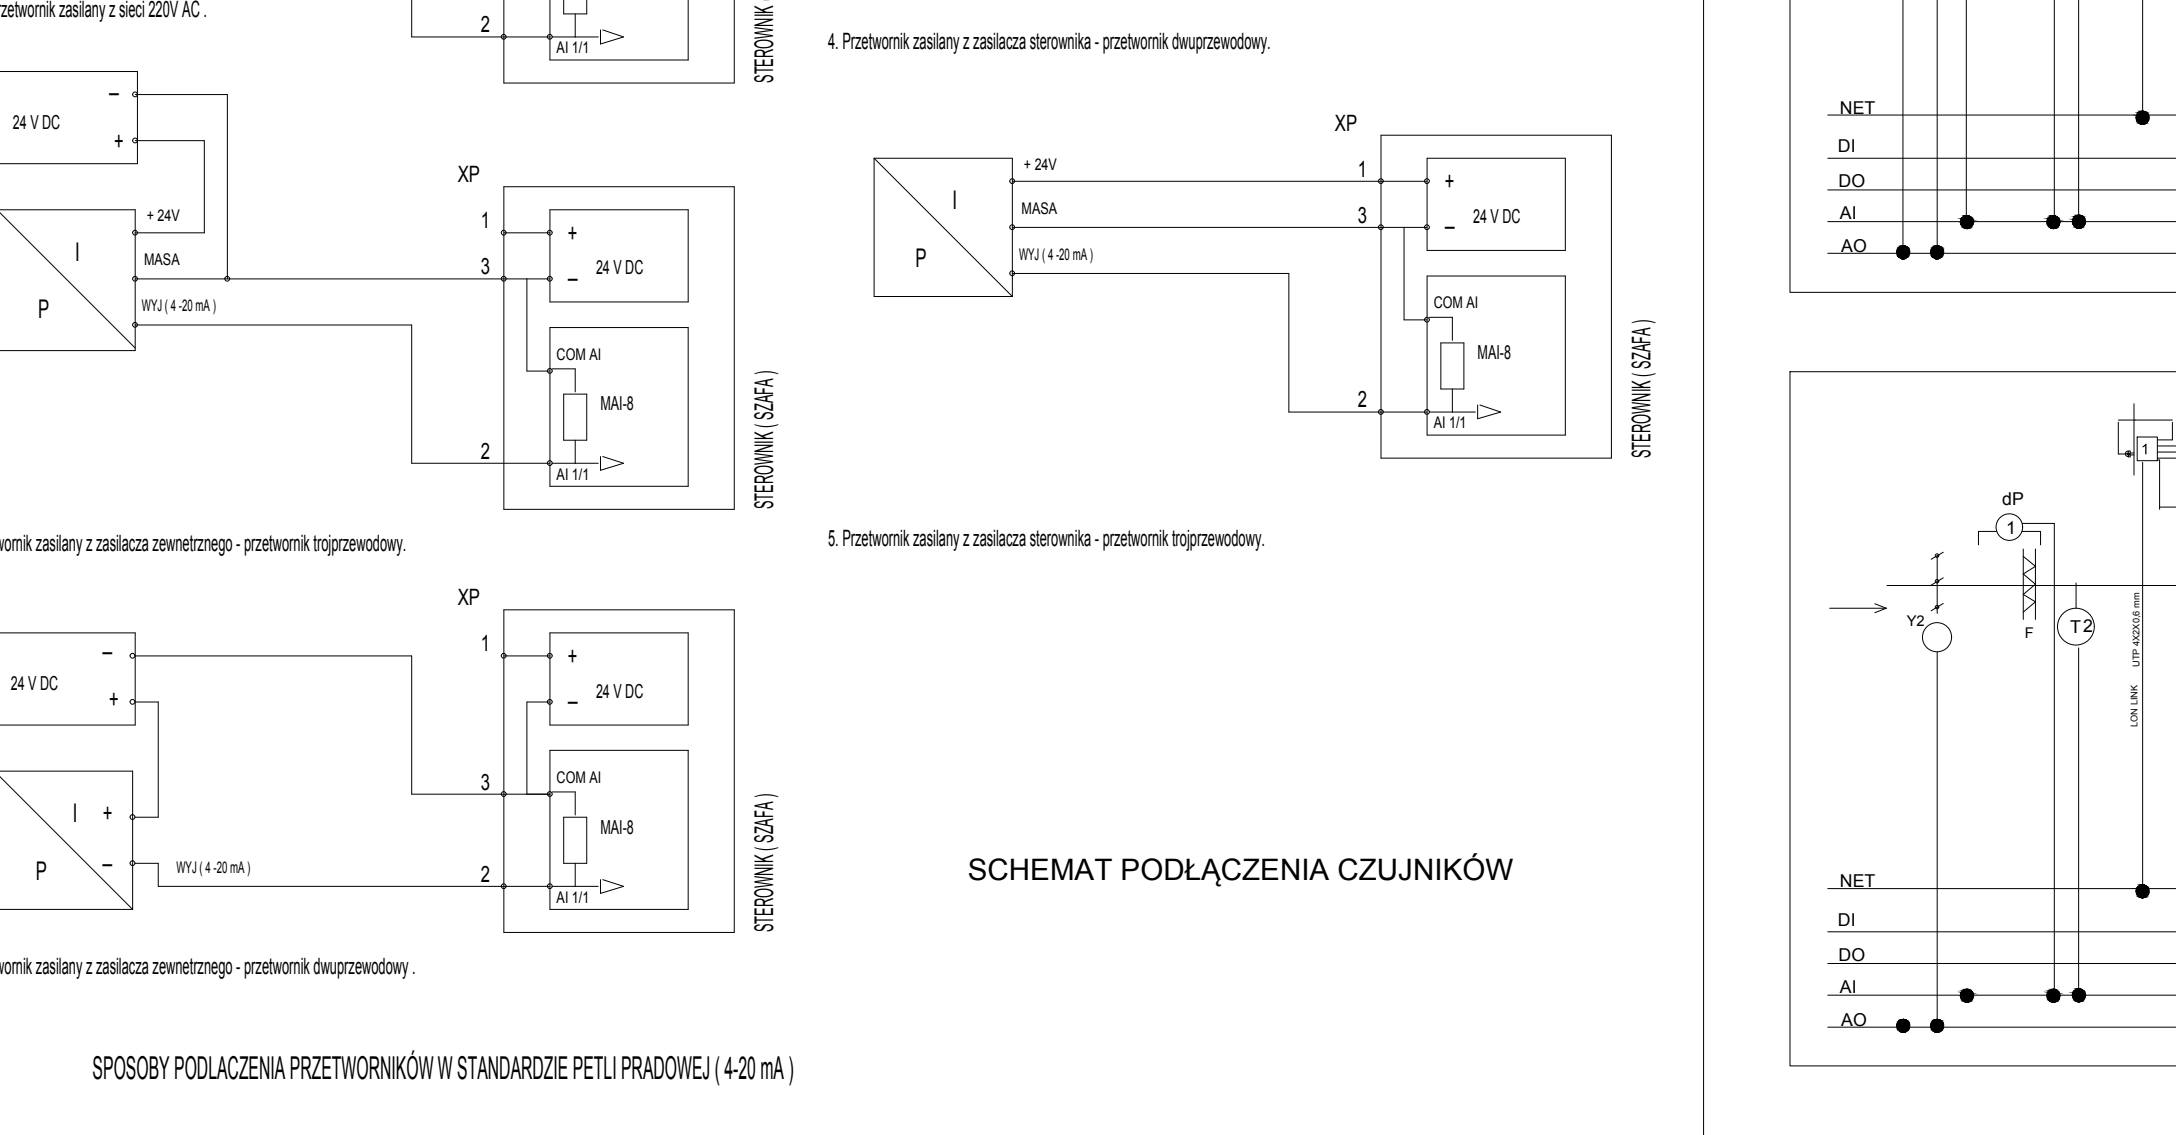 zetwornik zasilany z sieci 220V AC .
2
AI 1/1
STEROWNIK (
24 V DC
–
+
I
P
+ 24V
MASA
WYJ ( 4 -20 mA )
XP
1
3
2
+
–
24 V DC
COM AI
MAI-8
AI 1/1
STEROWNIK ( SZAFA )
wornik zasilany z zasilacza zewnetrznego - przetwornik trojprzewodowy.
24 V DC
–
+
I
P
+
–
WYJ ( 4 -20 mA )
XP
1
3
2
+
–
24 V DC
COM AI
MAI-8
AI 1/1
STEROWNIK ( SZAFA )
wornik zasilany z zasilacza zewnetrznego - przetwornik dwuprzewodowy .
SPOSOBY PODLACZENIA PRZETWORNIKÓW W STANDARDZIE PETLI PRADOWEJ ( 4-20 mA )
4. Przetwornik zasilany z zasilacza sterownika - przetwornik dwuprzewodowy.
I
P
+ 24V
MASA
WYJ ( 4 -20 mA )
XP
1
3
2
+
–
24 V DC
COM AI
MAI-8
AI 1/1
STEROWNIK ( SZAFA )
5. Przetwornik zasilany z zasilacza sterownika - przetwornik trojprzewodowy.
SCHEMAT PODŁĄCZENIA CZUJNIKÓW
NET
DI
DO
AI
AO
1
dP
1
Y2
F
T2
UTP 4X2X0,6 mm
LON LINK
NET
DI
DO
AI
AO